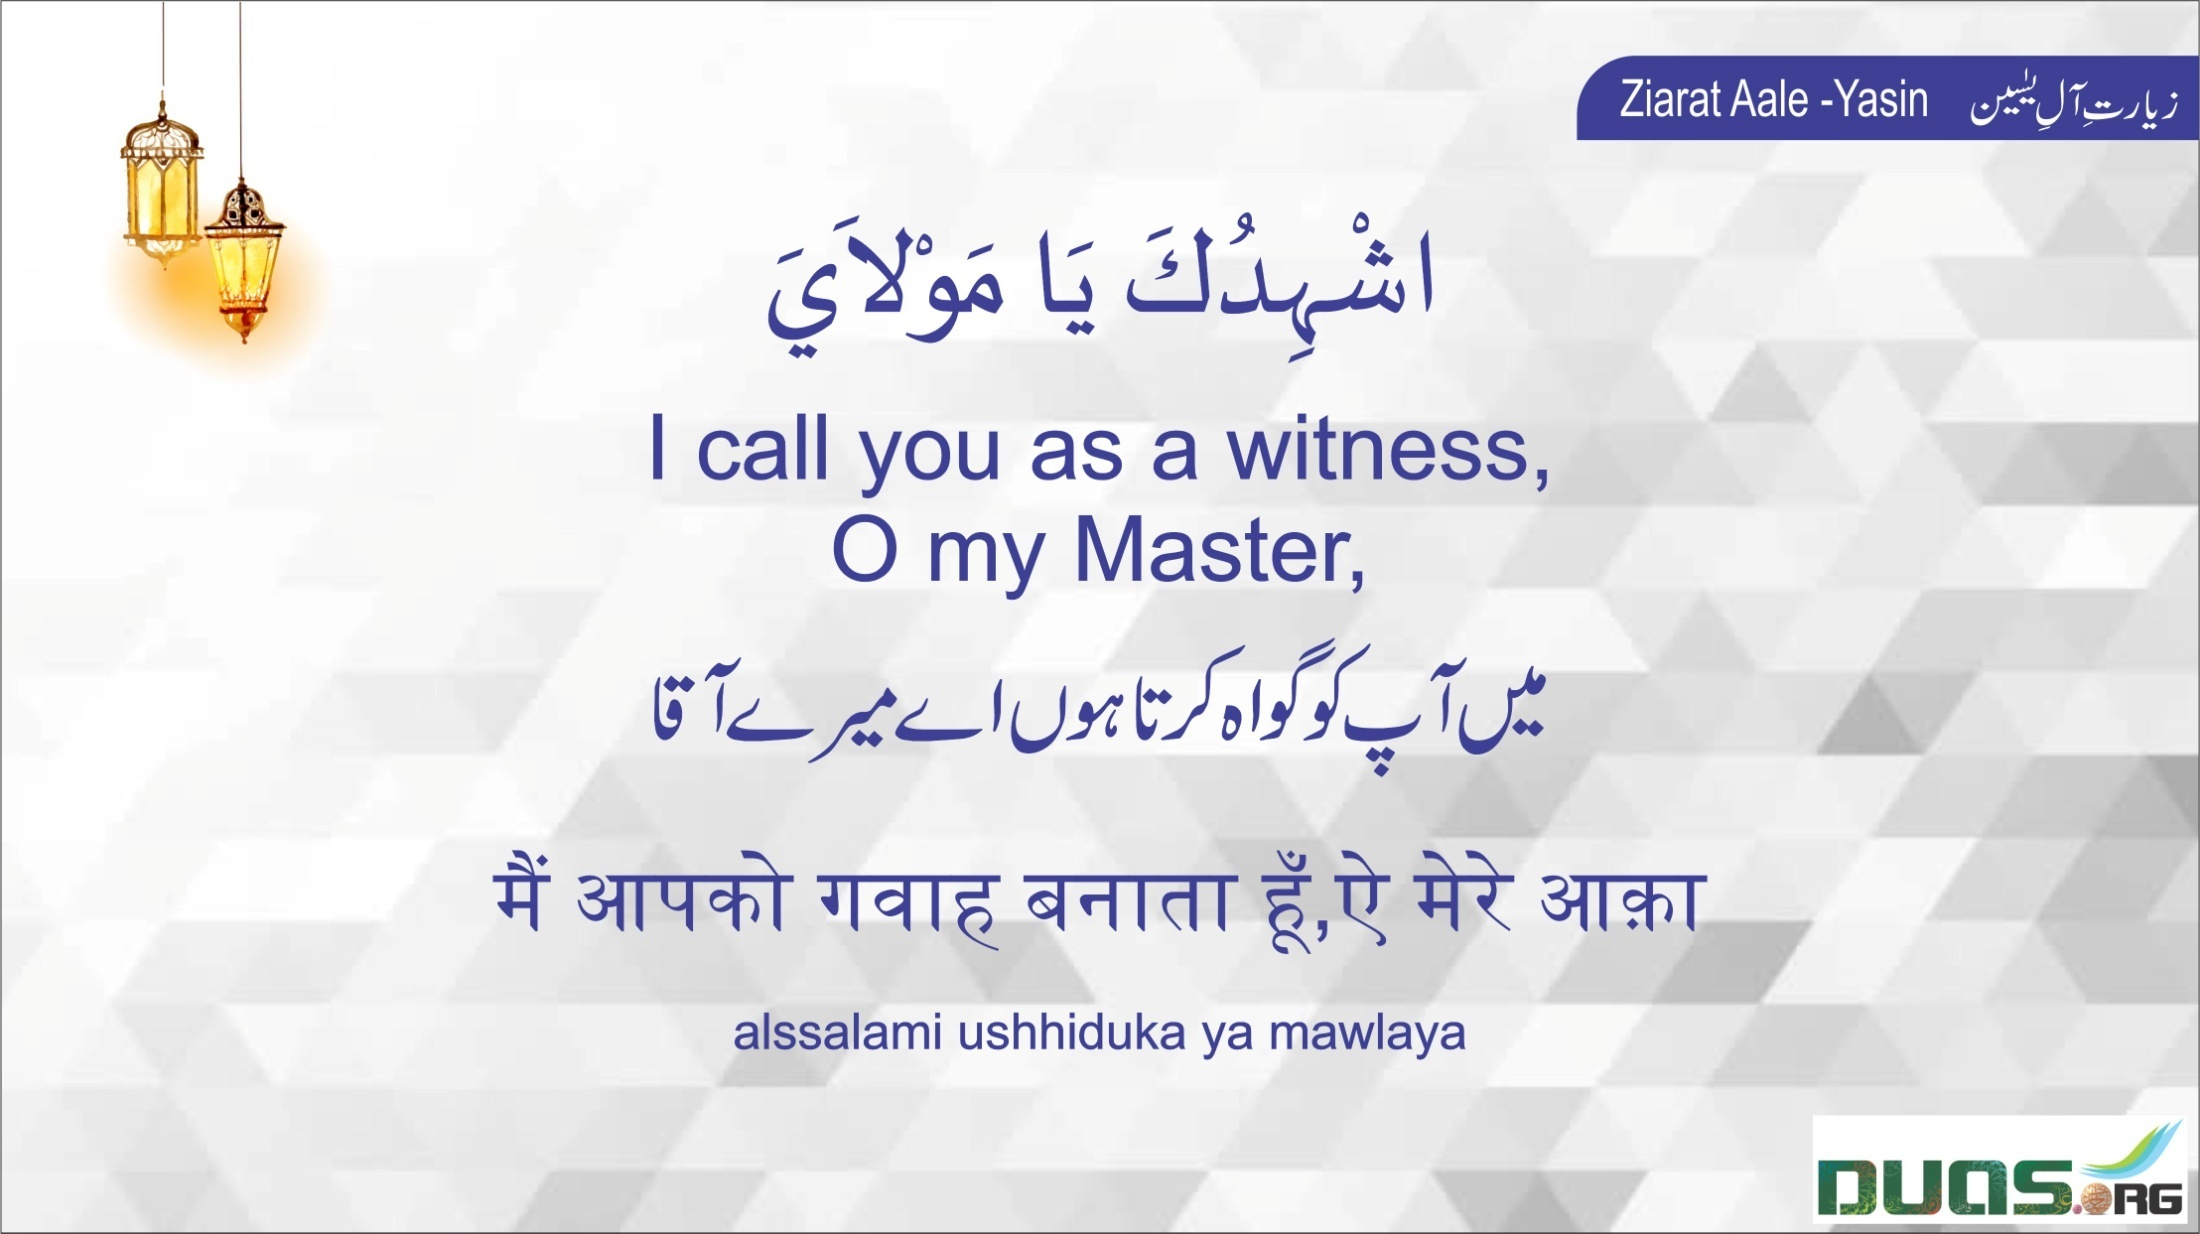 Ziarat Aale -Yasin زیارتِ آلِ یٰسین
اشْهِدُكَ يَا مَوْلاَيَ
I call you as a witness,
O my Master,
میں آپ کو گواہ کرتا ہوں اے میرے آقا
मैं आपको गवाह बनाता हूँ,ऐ मेरे आक़ा
alssalami ushhiduka ya mawlaya
DUAS.ORG